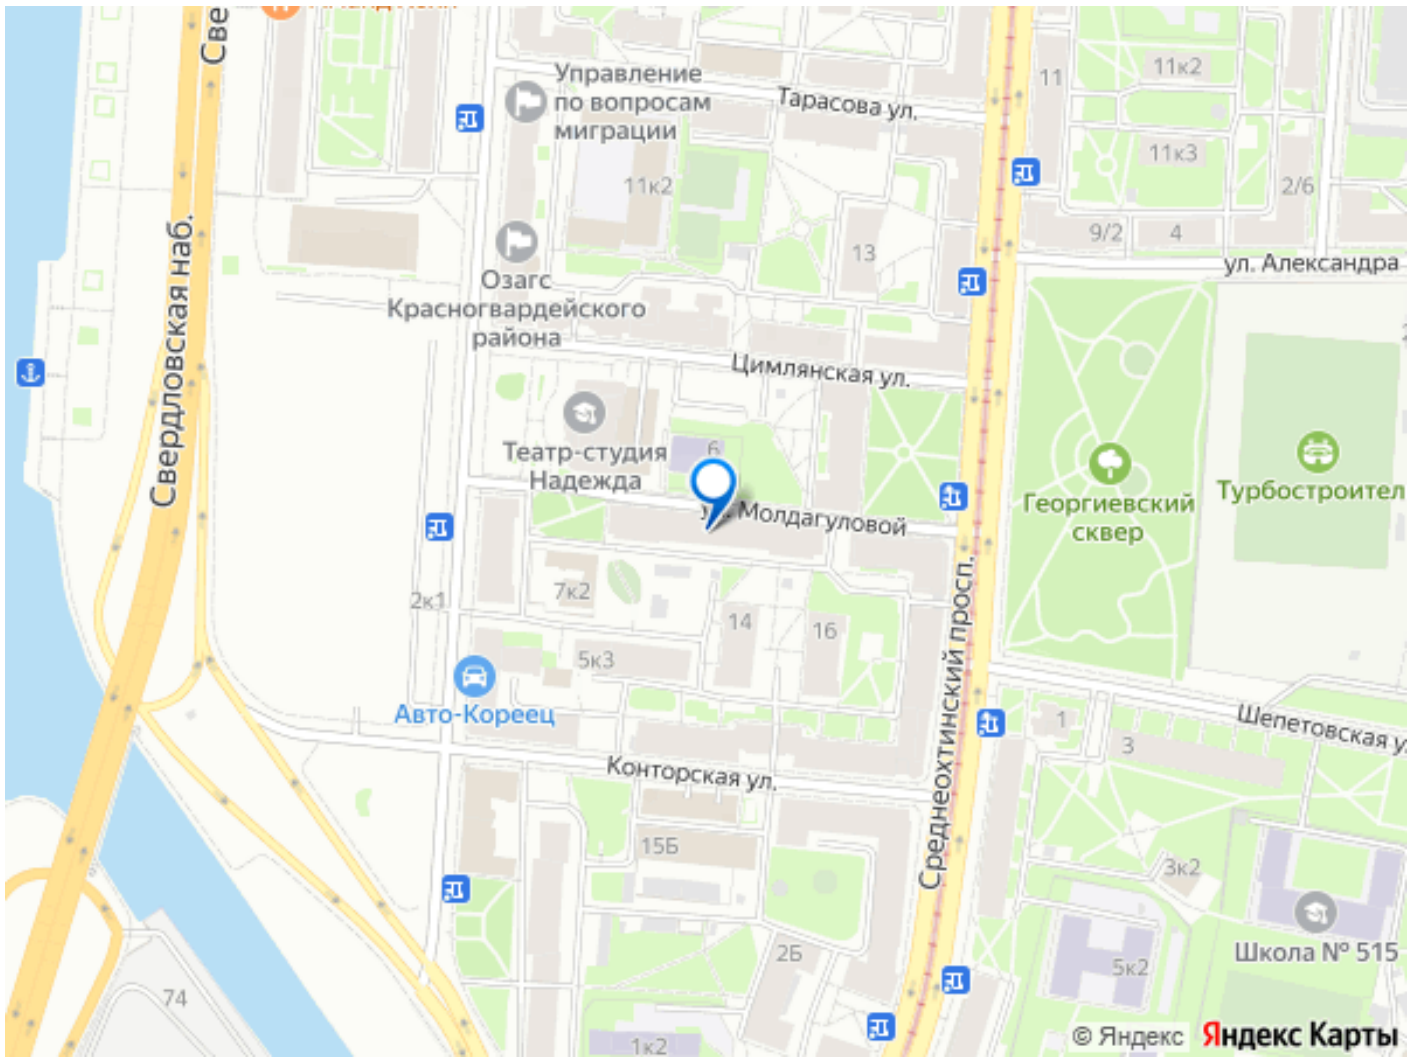 Све
Управление
по вопросам
миграции
Тарасова ул.
11
11к2
11к3
2/6
11к2
9/2
4
13
ул. Александра
Озагс
Красногвардейского
района
Свердловская наб.
Цимлянская ул.
Театр-студия
Надежда
6
ул. Молдагуловой
Георгиевский
сквер
Турбостроител
7к2
2к1
14
16
5к3
Среднеохтинский просп.
Авто-Кореец
1
3
Шепетовская у
Конторская ул.
15Б
3к2
2Б
5к2
Школа № 515
74
1к2
© Яндекс Яндекс Карты